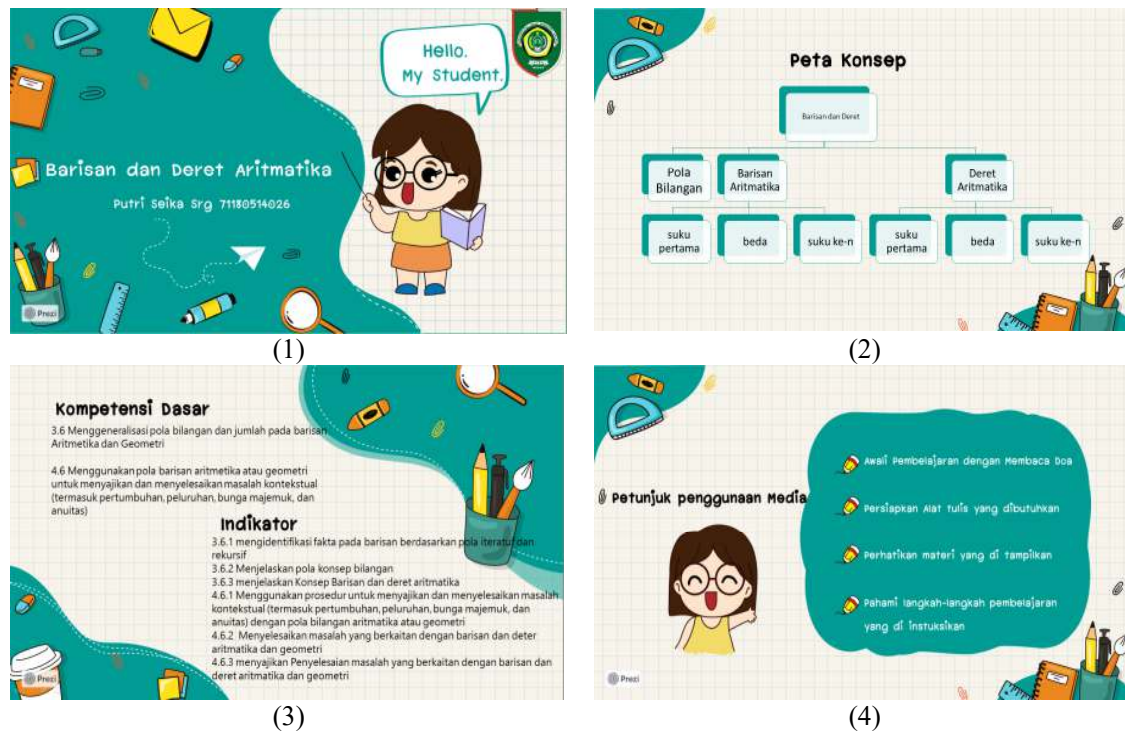 Hello.
My Student.
Barisan dan Deret Aritmatika
Putri Seika Srg 71180514026
Prezi
(1)
Peta Konsep
Barisan dan Deret
Pola
Bilangan
Barisan
Aritmatika
Deret
Aritmatika
suku
pertama
beda
suku ke-n
suku
pertama
beda
suku ke-n
(2)
Kompetensi Dasar
3.6 Menggeneralisasi pola bilangan dan jumlah pada barisan
Aritmetika dan Geometri
4.6 Menggunakan pola barisan aritmetika atau geometri
untuk menyajikan dan menyelesaikan masalah kontekstual
(termasuk pertumbuhan, peluruhan, bunga majemuk, dan
anuitas)
Indikator
3.6.1 mengidentifikasi fakta pada barisan berdasarkan pola iteratif dan
rekursif
3.6.2 Menjelaskan pola konsep bilangan
3.6.3 menjelaskan Konsep Barisan dan deret aritmatika
4.6.1 Menggunakan prosedur untuk menyajikan dan menyelesaikan masalah
kontekstual (termasuk pertumbuhan, peluruhan, bunga majemuk, dan
anuitas) dengan pola bilangan aritmatika atau geometri
4.6.2 Menyelesaikan masalah yang berkaitan dengan barisan dan deter
aritmatika dan geometri
4.6.3 menyajikan Penyelesaian masalah yang berkaitan dengan barisan dan
deret aritmatika dan geometri
Prezi
(3)
Petunjuk penggunaan Media
Awali Pembelajaran dengan Membaca Doa
Persiapkan Alat tulis yang dibutuhkan
Perhatikan materi yang di tampilkan
Pahami langkah-langkah pembelajaran
yang di instuksikan
Prezi
(4)